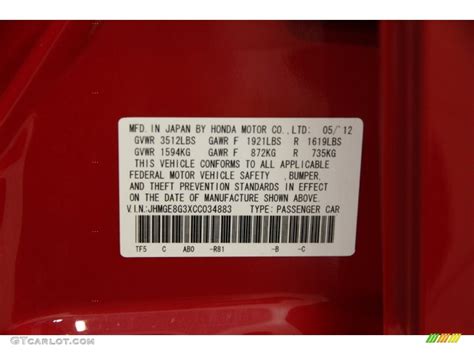 MFD. IN JAPAN BY HONDA MOTOR CO.,LTD: 05/'12
GVWR 3512LBS GAWR F 1921LBS R 1619LBS
GVWR 1594KG GAWR F 872KG R 735KG
THIS VEHICLE CONFORMS TO ALL APPLICABLE
FEDERAL MOTOR VEHICLE SAFETY ,BUMPER,
AND THEFT PREVENTION STANDARDS IN EFFECT
ON THE DATE OF MANUFACTURE SHOWN ABOVE.
V.I.N:JHMGE8G3XCC034883 TYPE: PASSENGER CAR
TF5 C AB0 -R81 -B -C
© GTCARLOT.COM
GTCARLOT.COM